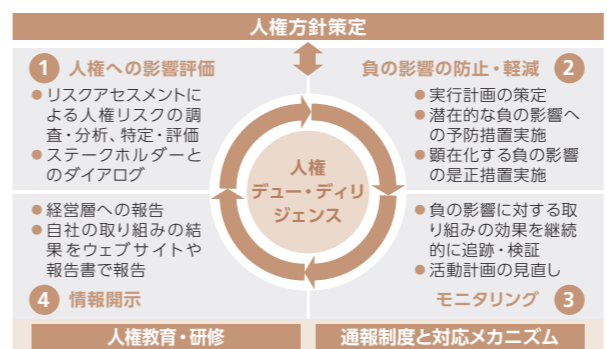 人権方針策定
1 人権への影響評価
●リスクアセスメントに
よる人権リスクの調
査・分析、特定・評価
●ステークホルダーと
のダイアログ
負の影響の防止・軽減 2
●実行計画の策定
●潜在的な負の影響へ
の予防措置実施
●顕在化する負の影響
の是正措置実施
人権
デュー・ディリ
ジェンス
●経営層への報告
●自社の取り組みの結
果をウェブサイトや
報告書で報告
4 情報開示
●負の影響に対する取
り組みの効果を継続
的に追跡・検証
●活動計画の見直し
モニタリング 3
人権教育・研修
通報制度と対応メカニズム